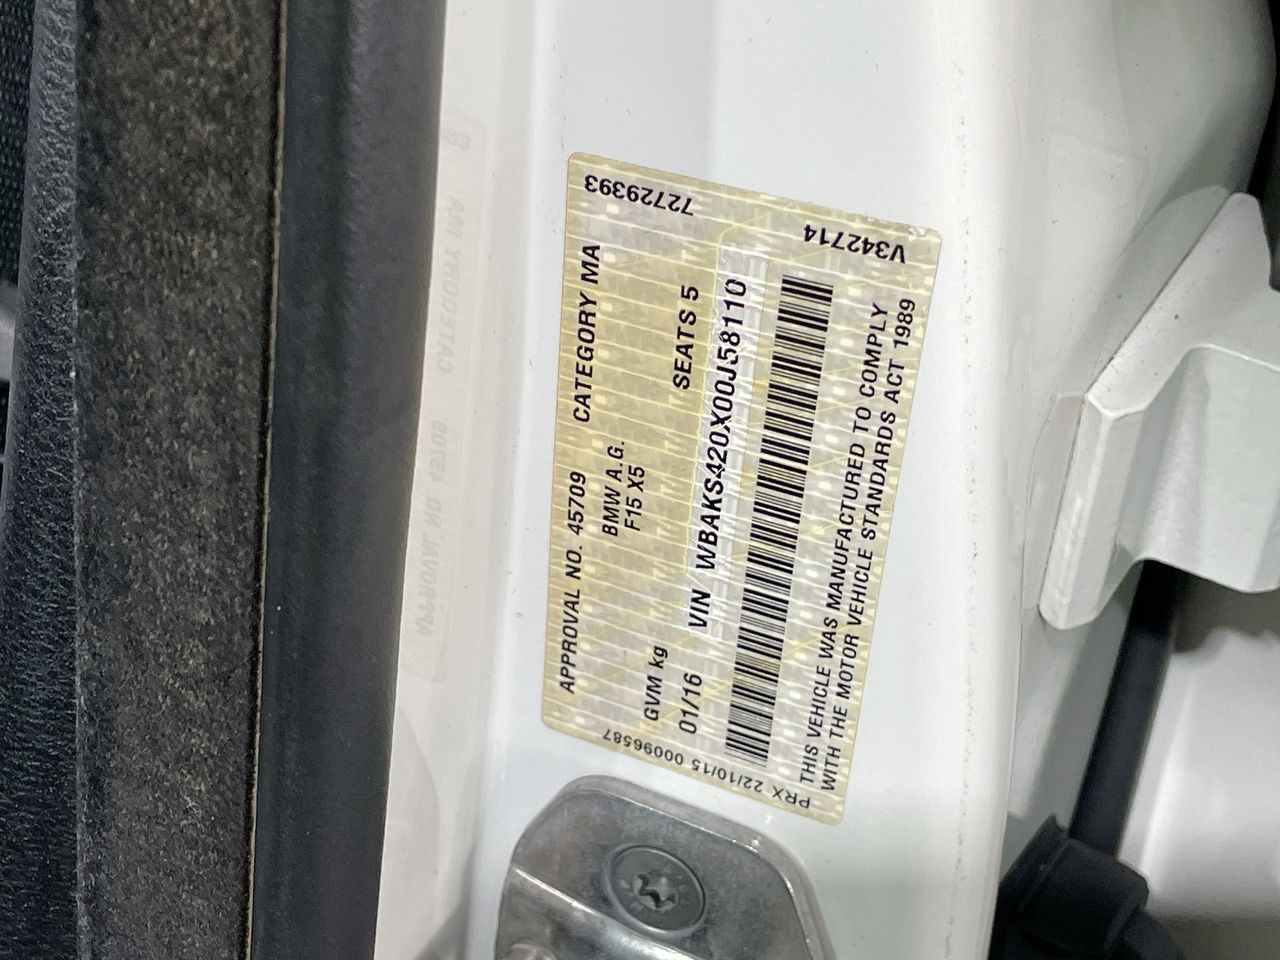 72729393
V342714
APPROVAL NO. 45709 CATEGORY MA
BMW A.G.
F15 X5
GVM kg SEATS 5
01/16 VIN WBAKS420X00J58110
THIS VEHICLE WAS MANUFACTURED TO COMPLY
WITH THE MOTOR VEHICLE STANDARDS ACT 1989
PRX 22/10/15 00096587